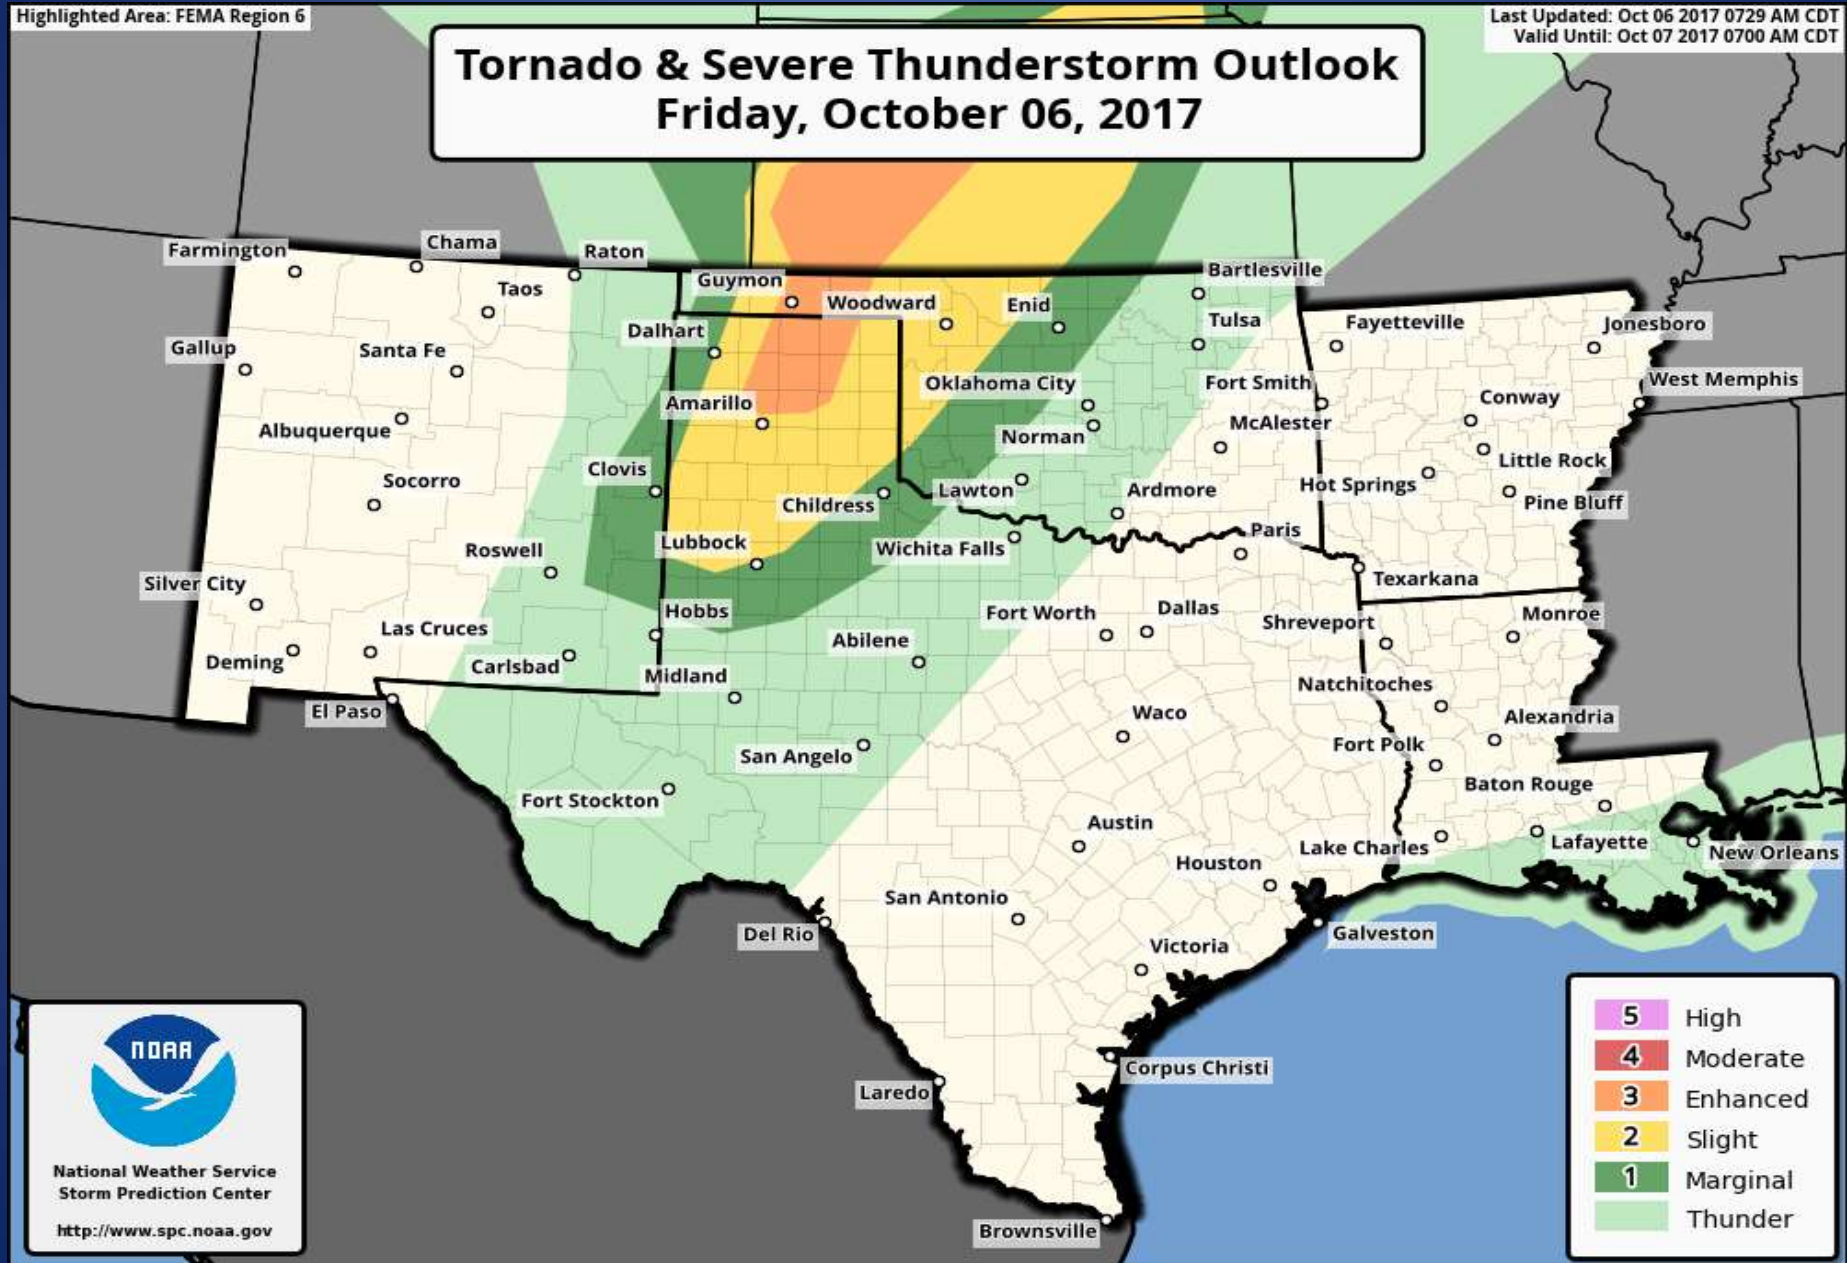 Highlighted Area: FEMA Region 6
Last Updated: Oct 06 2017 0729 AM CDT
Valid Until: Oct 07 2017 0700 AM CDT
Tornado & Severe Thunderstorm Outlook
Friday, October 06, 2017
Farmington
Chama
Raton
Taos
Guymon
Woodward
Enid
Bartlesville
Dalhart
Tulsa
Fayetteville
Jonesboro
Gallup
Santa Fe
Oklahoma City
Fort Smith
West Memphis
Amarillo
Conway
Albuquerque
Norman
McAlester
Clovis
Little Rock
Socorro
Childress
Lawton
Ardmore
Hot Springs
Pine Bluff
Lubbock
Wichita Falls
Paris
Roswell
Silver City
Texarkana
Hobbs
Fort Worth
Dallas
Shreveport
Monroe
Las Cruces
Abilene
Deming
Carlsbad
Midland
Natchitoches
El Paso
Waco
Alexandria
San Angelo
Fort Polk
Fort Stockton
Baton Rouge
Austin
Lake Charles
Lafayette
New Orleans
Houston
San Antonio
Del Rio
Victoria
Galveston
Laredo
Corpus Christi
Brownsville
NOAA
National Weather Service
Storm Prediction Center
http://www.spc.noaa.gov
5 High
4 Moderate
3 Enhanced
2 Slight
1 Marginal
Thunder